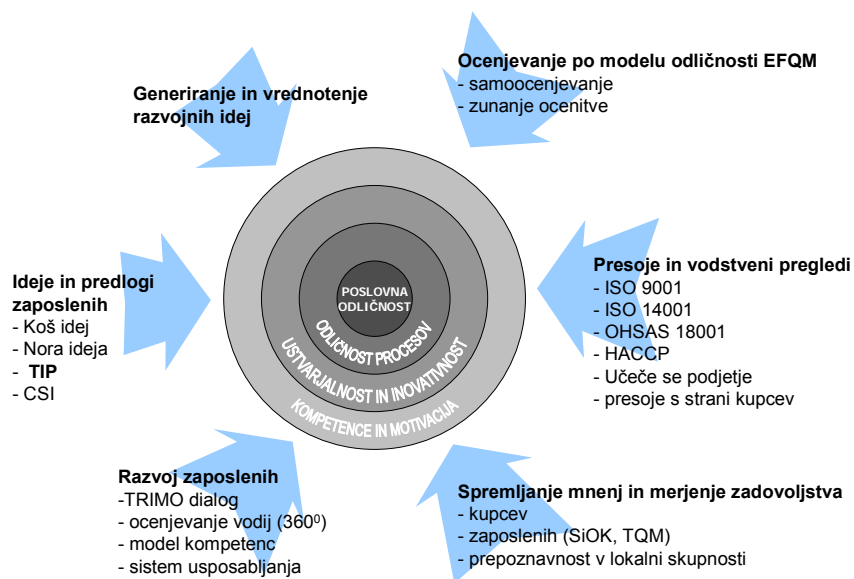 Ocenjevanje po modelu odličnosti EFQM
- samoocenjevanje
- zunanje ocenitve
Generiranje in vrednotenje
razvojnih idej
Ideje in predlogi
zaposlenih
- Koš idej
- Nora ideja
- TIP
- CSI
POSLOVNA
ODLIČNOST
ODLIČNOST PROCESOV
USTVARJALNOST IN INOVATIVNOST
KOMPETENCE IN MOTIVACIJA
Presoje in vodstveni pregledi
- ISO 9001
- ISO 14001
- OHSAS 18001
- HACCP
- Učeče se podjetje
- presoje s strani kupcev
Razvoj zaposlenih
-TRIMO dialog
- ocenjevanje vodij (360⁰)
- model kompetenc
- sistem usposabljanja
Spremljanje mnenj in merjenje zadovoljstva
- kupcev
- zaposlenih (SiOK, TQM)
- prepoznavnost v lokalni skupnosti